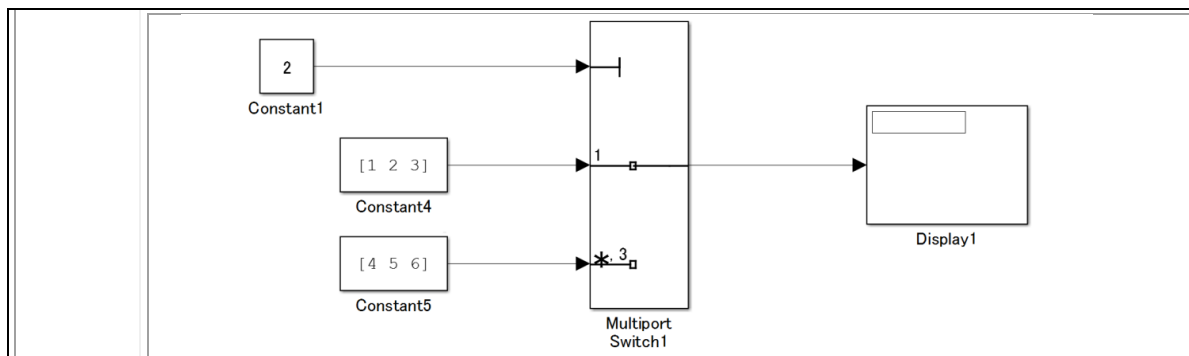 2
Constant1
[1 2 3]
Constant4
[4 5 6]
Constant5
1
*, 3
Multiport
Switch1
Display1